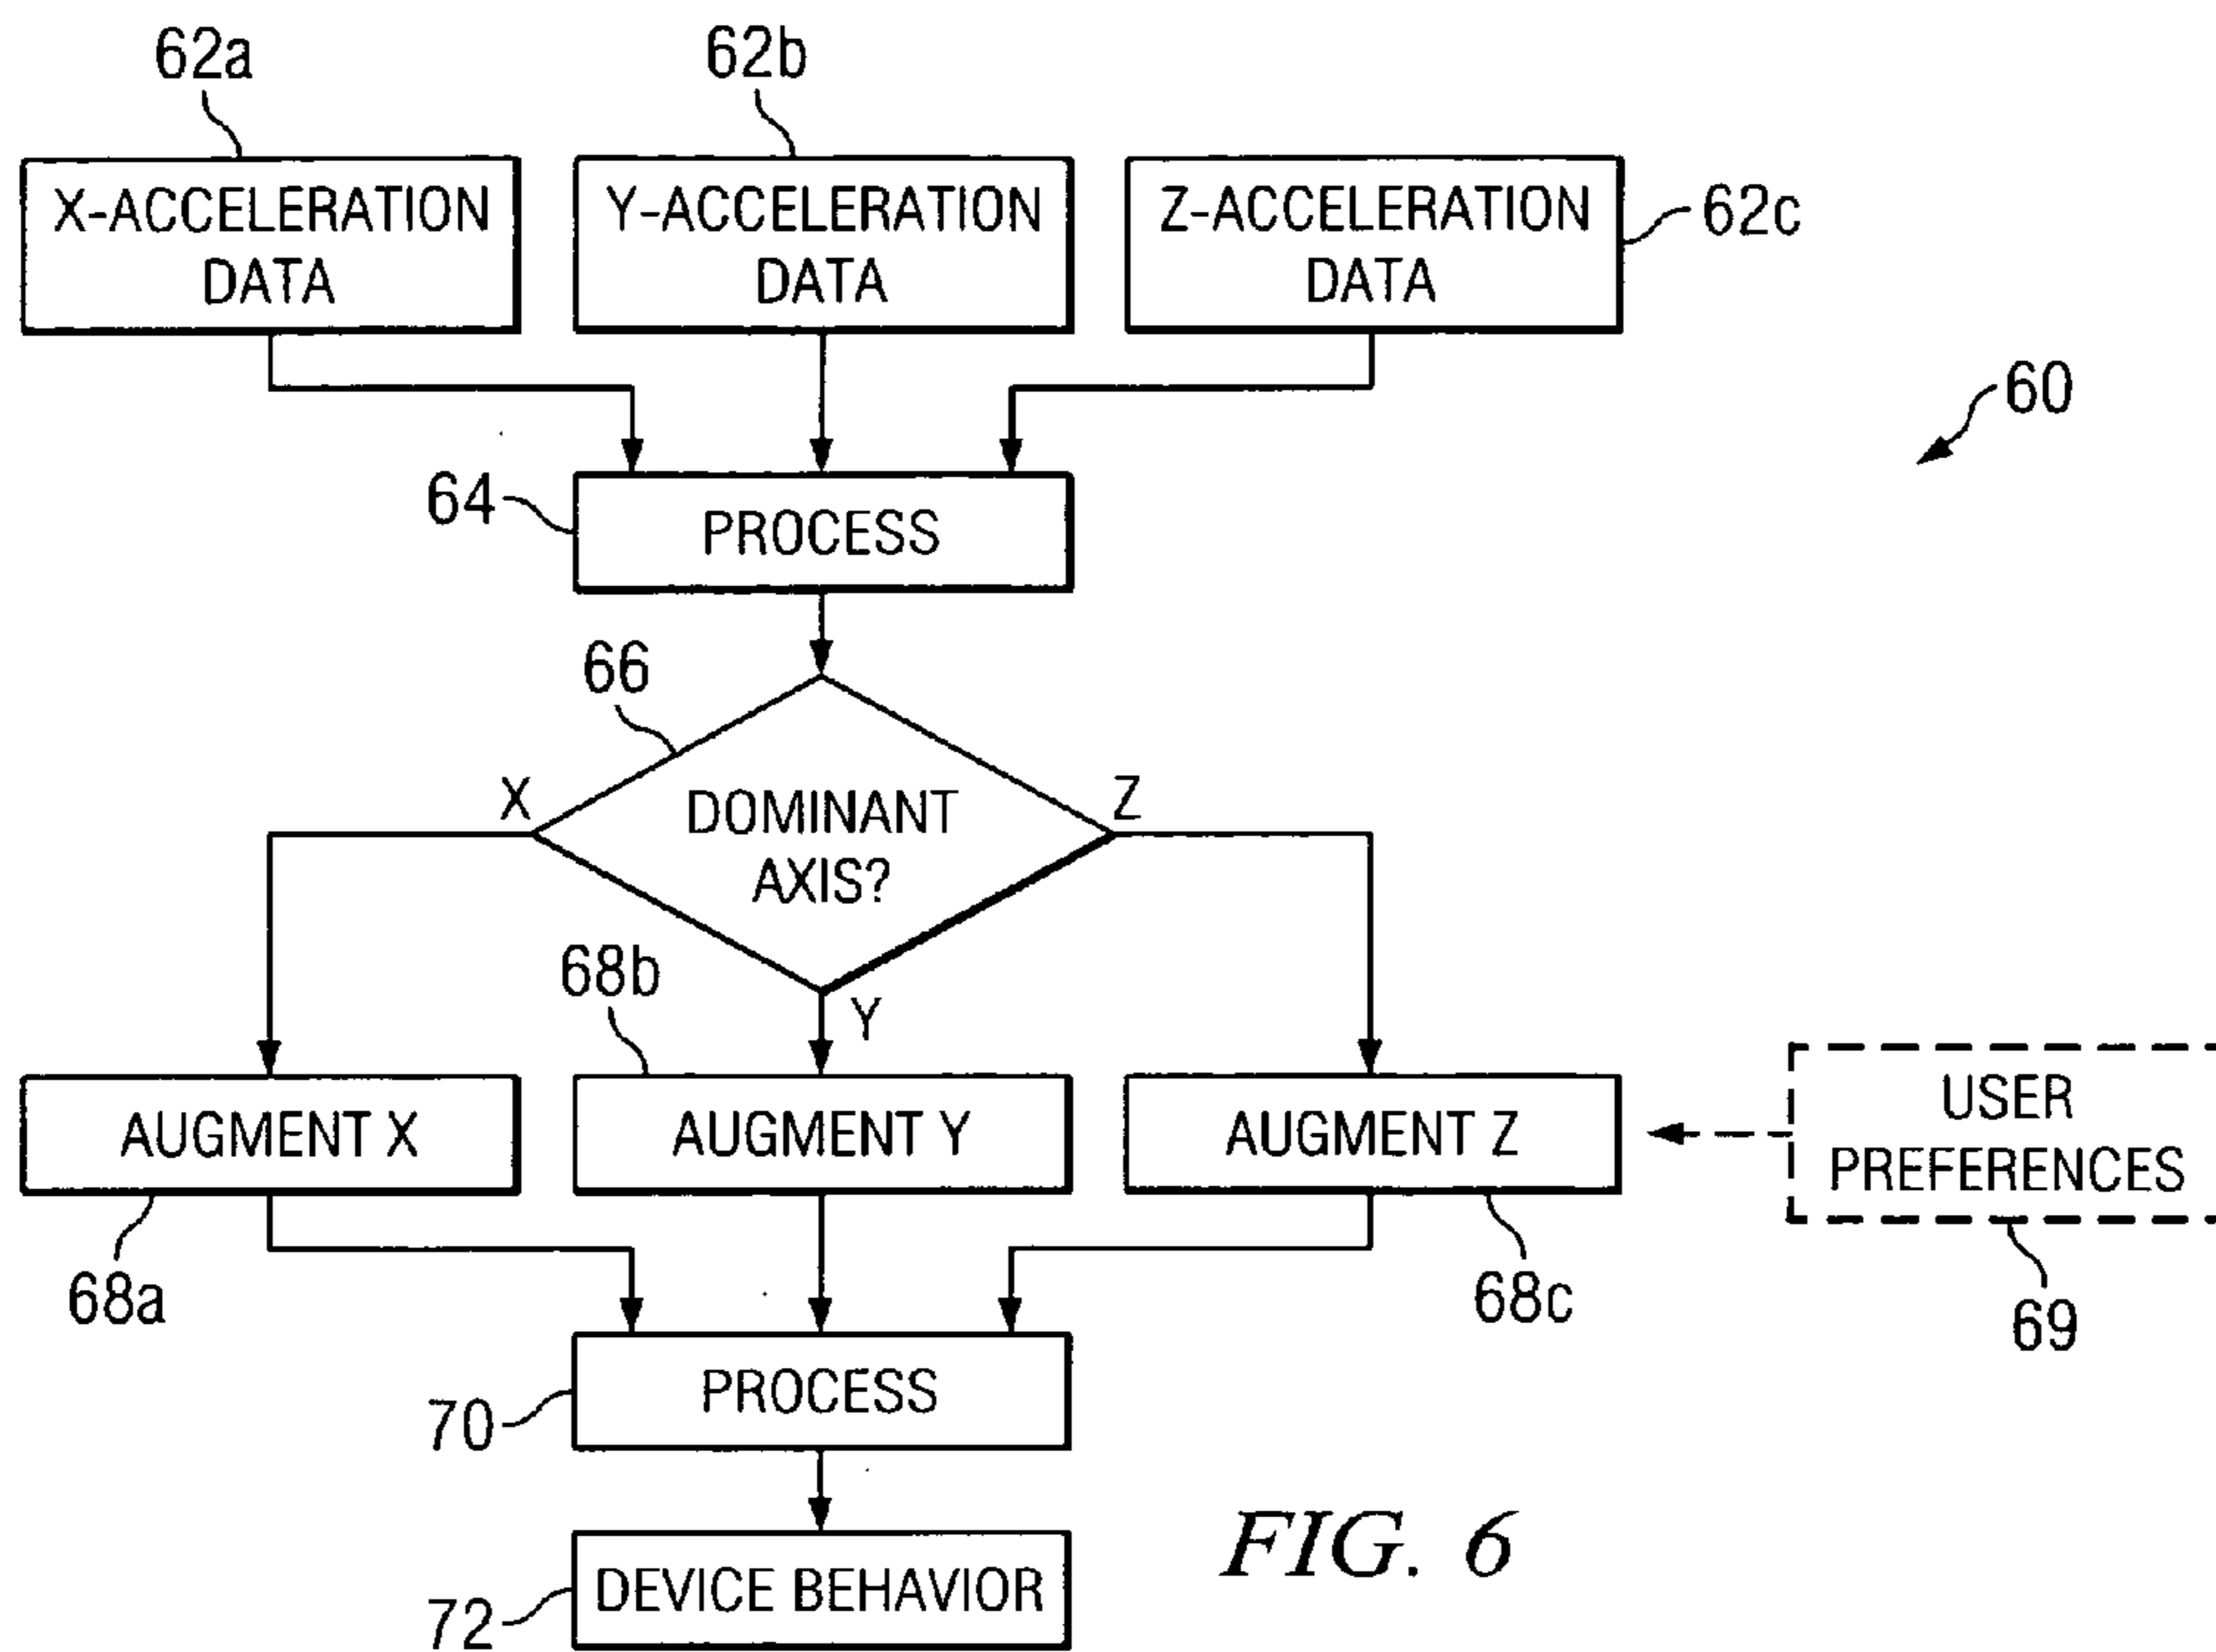 62a
62b
X-ACCELERATION
DATA
Y-ACCELERATION
DATA
Z-ACCELERATION
DATA
62c
60
64
PROCESS
66
X
DOMINANT
AXIS?
Z
Y
68b
AUGMENT X
AUGMENT Y
AUGMENT Z
USER
PREFERENCES
68a
68c
69
PROCESS
70
DEVICE BEHAVIOR
72
FIG. 6